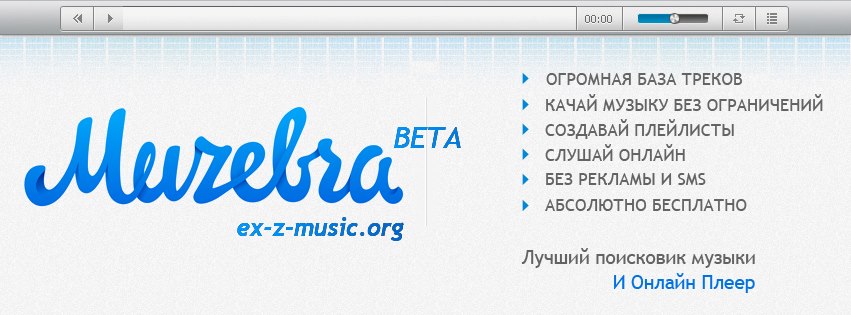 00:00
Muzebra
BETA
ex-z-music.org
ОГРОМНАЯ БАЗА ТРЕКОВ
КАЧАЙ МУЗЫКУ БЕЗ ОГРАНИЧЕНИЙ
СОЗДАВАЙ ПЛЕЙЛИСТЫ
СЛУШАЙ ОНЛАЙН
БЕЗ РЕКЛАМЫ И SMS
АБСОЛЮТНО БЕСПЛАТНО
Лучший поисковик музыки
И Онлайн Плеер